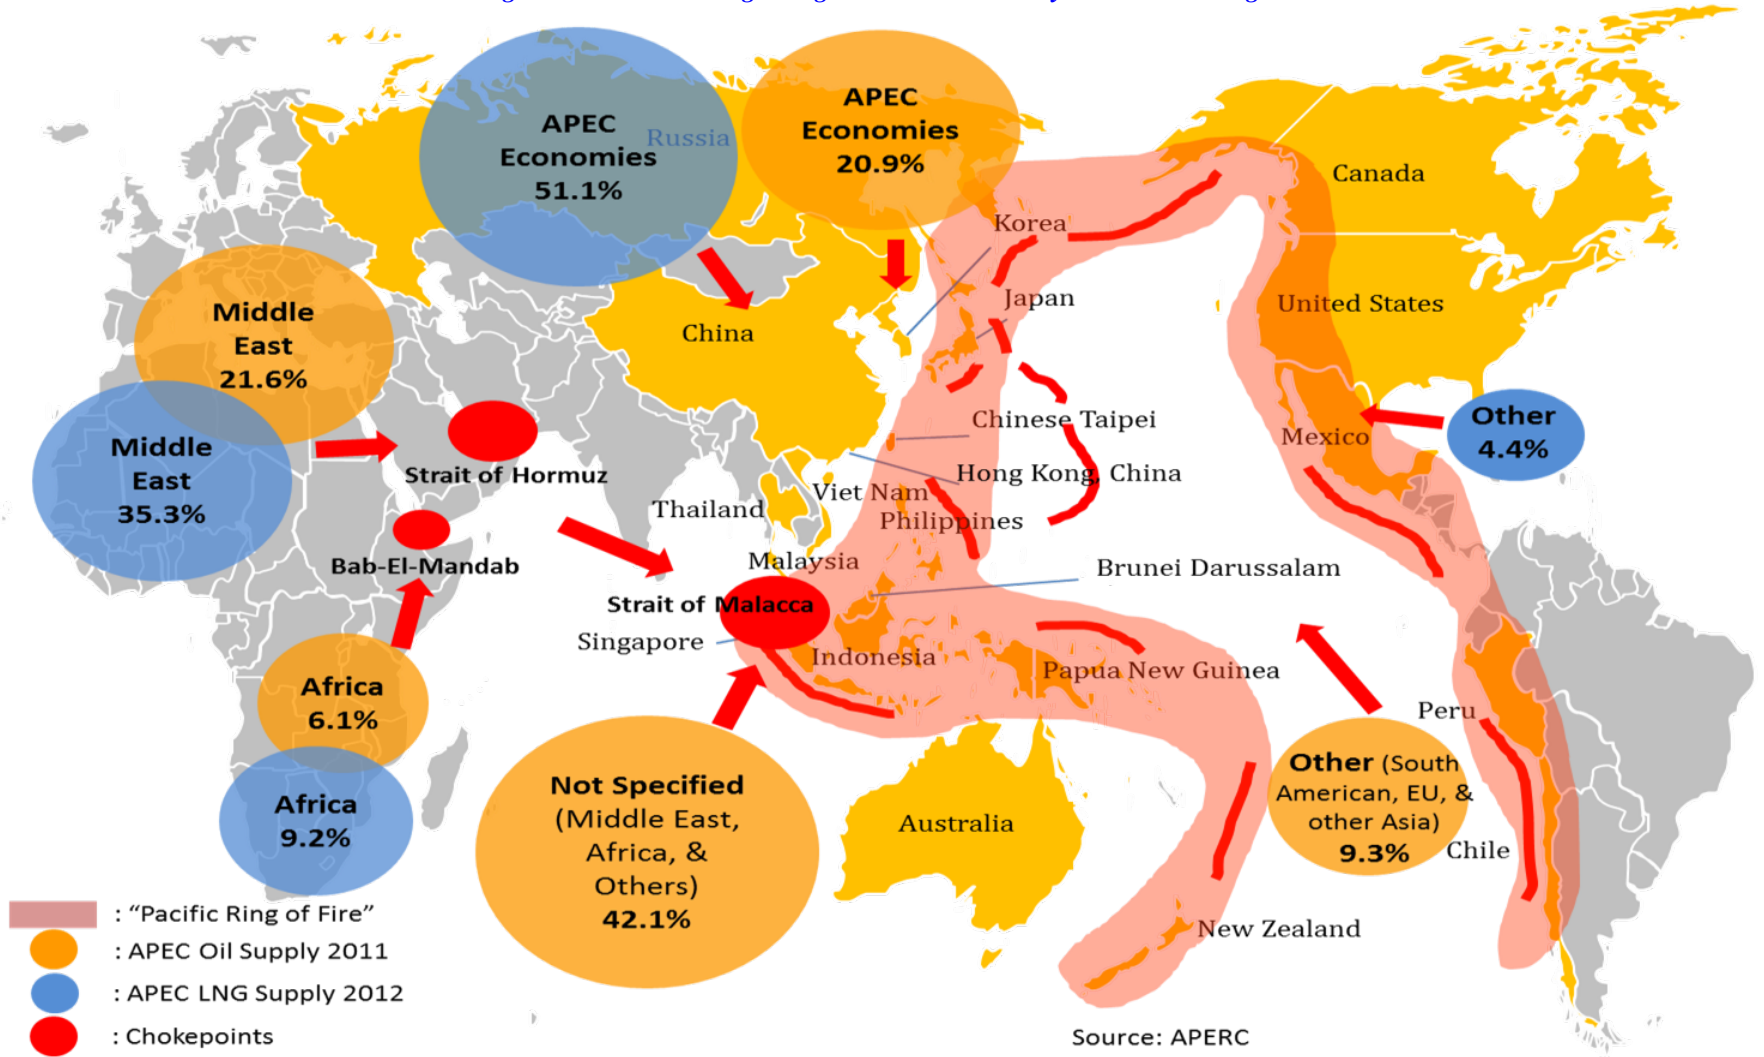 APEC
Economies
51.1%
Russia
APEC
Economies
20.9%
Canada
Korea
Japan
United States
China
Middle
East
21.6%
Middle
East
35.3%
Chinese Taipei
Other
4.4%
Mexico
Strait of Hormuz
Hong Kong, China
Viet Nam
Thailand
Philippines
Bab-El-Mandab
Malaysia
Brunei Darussalam
Strait of Malacca
Singapore
Indonesia
Papua New Guinea
Africa
6.1%
Peru
Not Specified
(Middle East,
Africa, &
Others)
42.1%
Other (South
American, EU, &
other Asia)
9.3%
Africa
9.2%
Australia
Chile
New Zealand
: “Pacific Ring of Fire”
: APEC Oil Supply 2011
: APEC LNG Supply 2012
: Chokepoints
Source: APERC